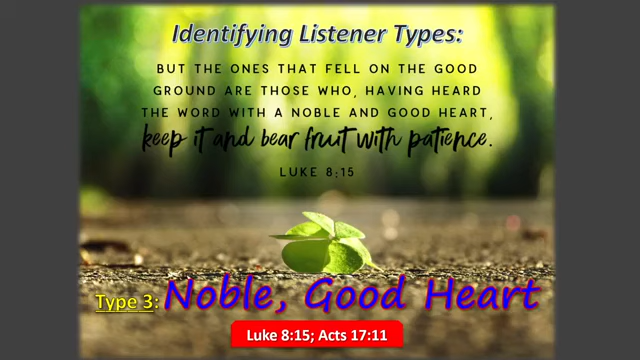 Identifying Listener Types:
BUT THE ONES THAT FELL ON THE GOOD
GROUND ARE THOSE WHO, HAVING HEARD
THE WORD WITH A NOBLE AND GOOD HEART,
keep it and bear fruit with patience.
LUKE 8:15
Type 3: Noble, Good Heart
Luke 8:15; Acts 17:11